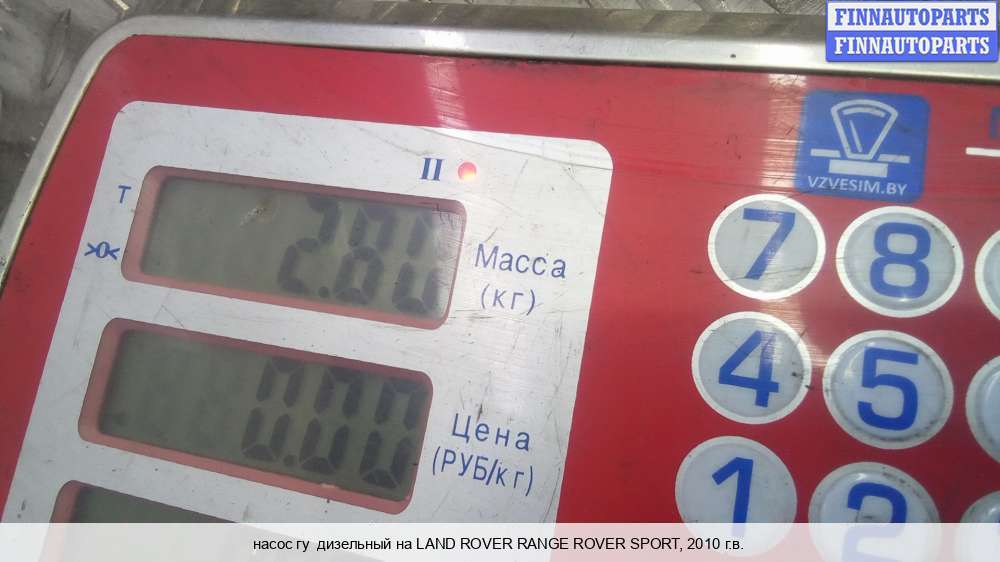 FINNAUTOPARTS
FINNAUTOPARTS
VZVESIM.BY
II
T
>0<
2.80
Масса
(кг)
0.00
Цена
(РУБ/кг)
7
8
4
5
1
2
насос гу дизельный на LAND ROVER RANGE ROVER SPORT, 2010 г.в.